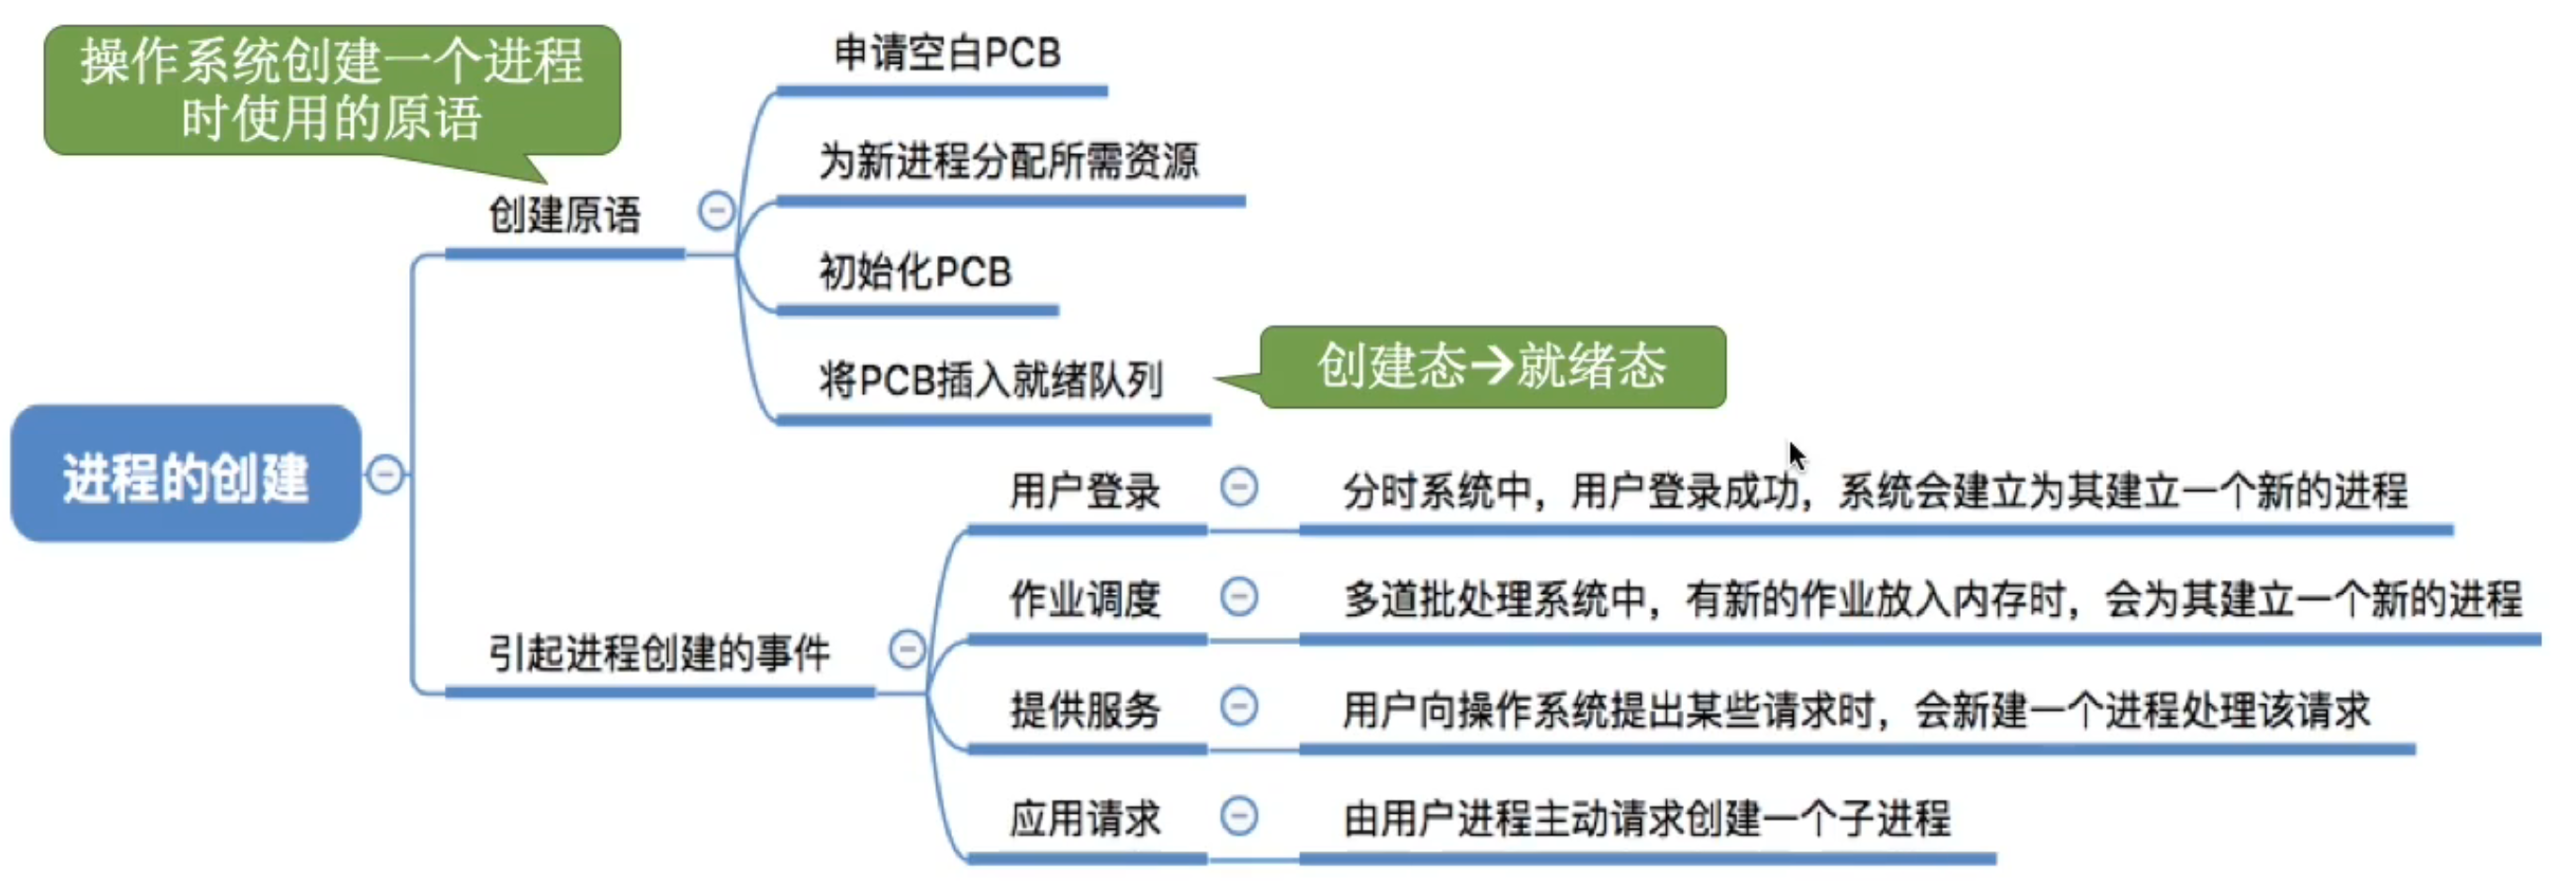 操作系统创建一个进程
时使用的原语
申请空白PCB
为新进程分配所需资源
创建原语
初始化PCB
将PCB插入就绪队列
创建态→就绪态
进程的创建
用户登录
分时系统中，用户登录成功，系统会建立为其建立一个新的进程
作业调度
多道批处理系统中，有新的作业放入内存时，会为其建立一个新的进程
引起进程创建的事件
提供服务
用户向操作系统提出某些请求时，会新建一个进程处理该请求
应用请求
由用户进程主动请求创建一个子进程